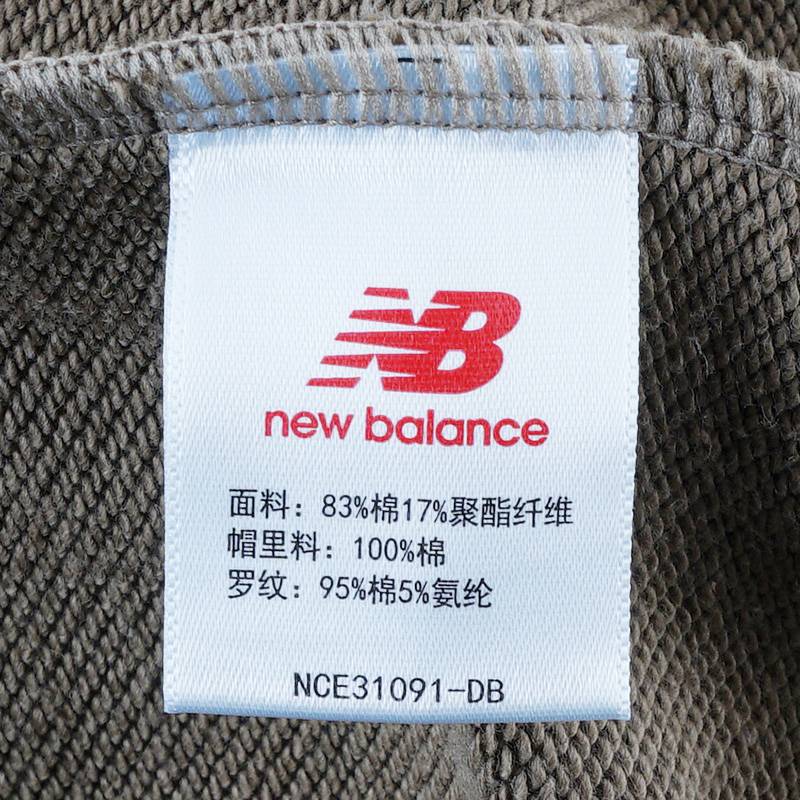 NB
new balance
面料：83%棉17%聚酯纤维
帽里料：100%棉
罗纹：95%棉5%氨纶
NCE31091-DB